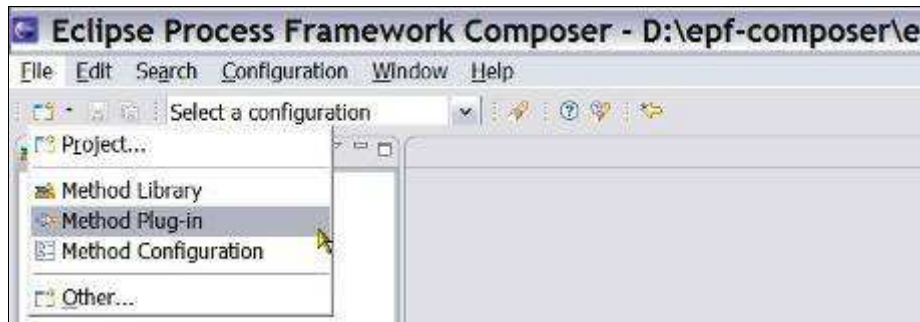 Eclipse Process Framework Composer - D:\epf-composer\e
File Edit Search Configuration Window Help
Select a configuration
Project...
Method Library
Method Plug-in
Method Configuration
Other...